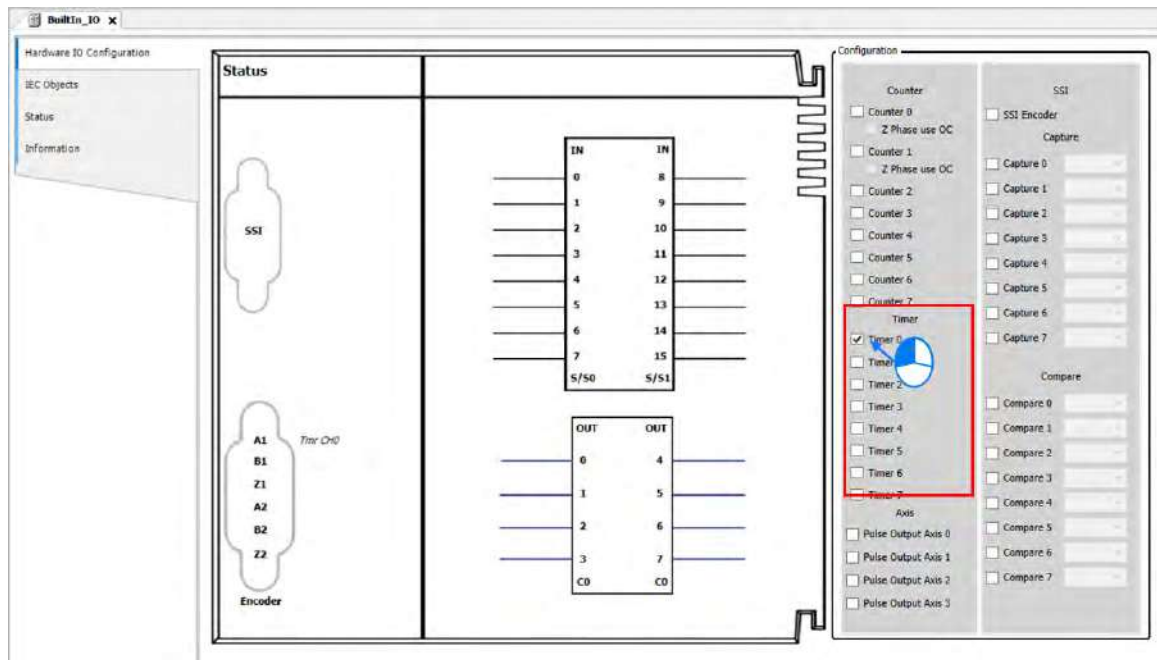 BuiltIn_IO x
Hardware IO Configuration
IEC Objects
Status
Information
Status
SSI
A1 Tmr CH0
B1
Z1
A2
B2
Z2
Encoder
IN IN
0 8
1 9
2 10
3 11
4 12
5 13
6 14
7 15
S/S0 S/S1
OUT OUT
0 4
1 5
2 6
3 7
C0 C0
Configuration
Counter
Counter 0
Z Phase use OC
Counter 1
Z Phase use OC
Counter 2
Counter 3
Counter 4
Counter 5
Counter 6
Counter 7
Timer
Timer 0
Timer
Timer 2
Timer 3
Timer 4
Timer 5
Timer 6
Timer 7
Axis
Pulse Output Axis 0
Pulse Output Axis 1
Pulse Output Axis 2
Pulse Output Axis 3
SSI
SSI Encoder
Capture
Capture 0
Capture 1
Capture 2
Capture 3
Capture 4
Capture 5
Capture 6
Capture 7
Compare
Compare 0
Compare 1
Compare 2
Compare 3
Compare 4
Compare 5
Compare 6
Compare 7